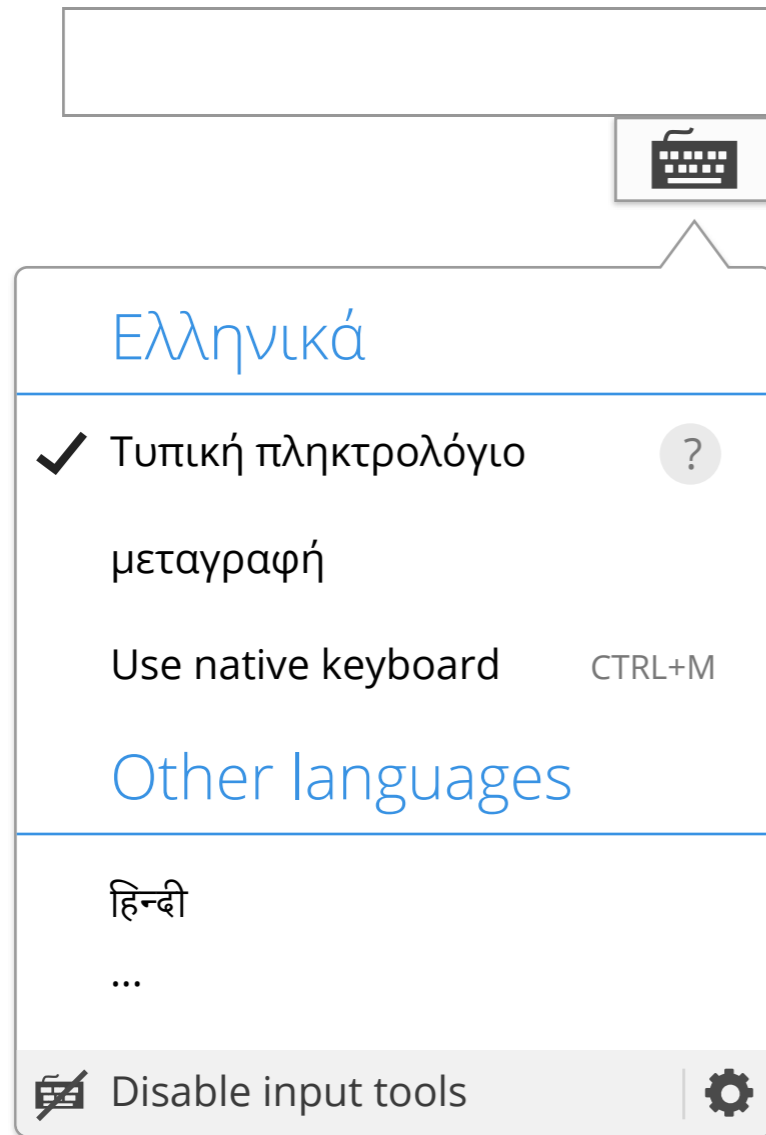 Ελληνικά
Τυπική πληκτρολόγιο ?
μεταγραφή
Use native keyboard CTRL+M
Other languages
हिन्दी
...
Disable input tools